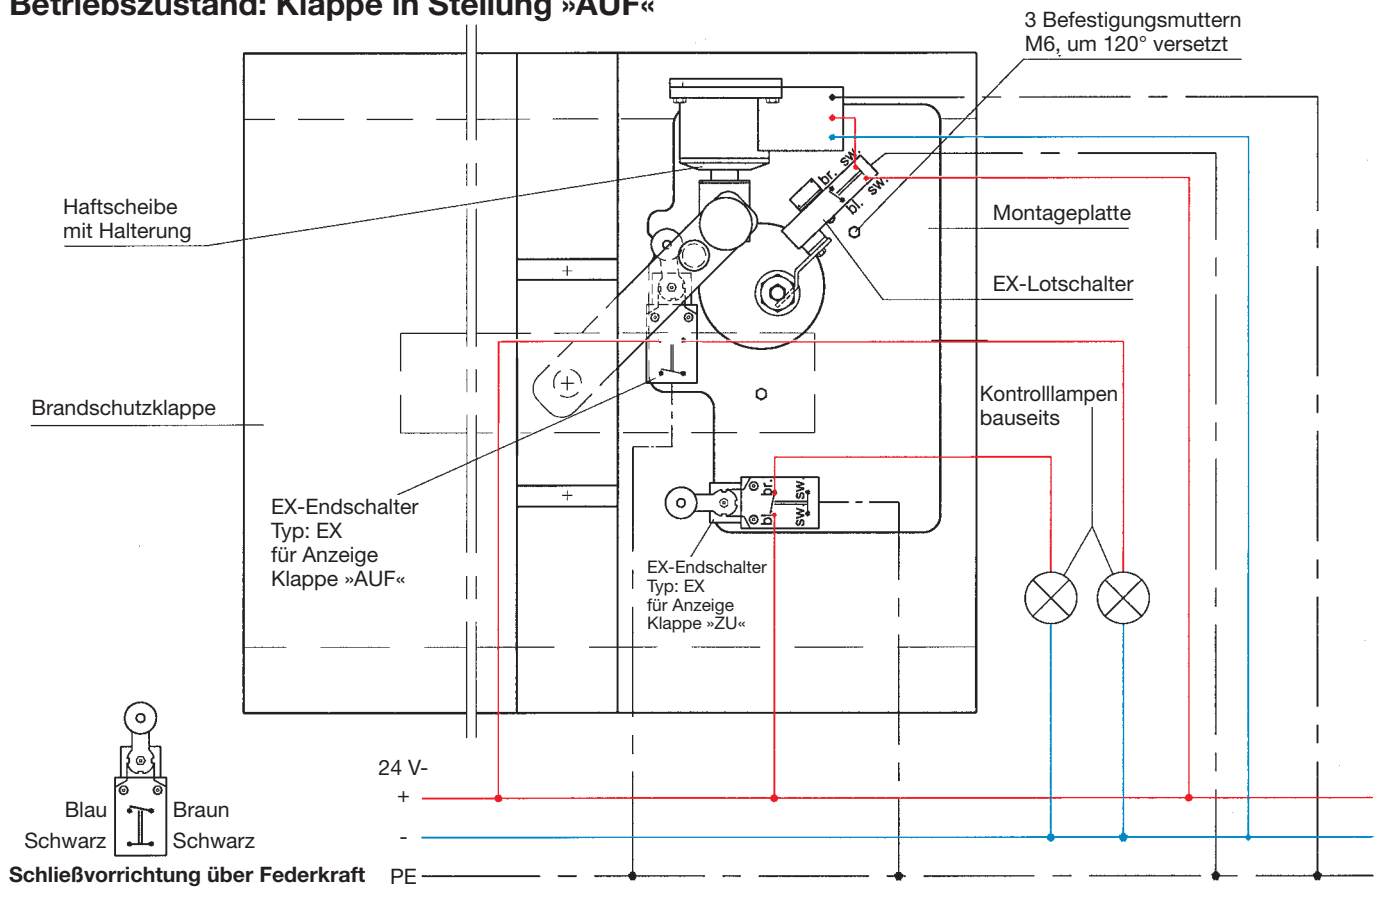 Betriebszustand: Klappe in Stellung »AUF«
3 Befestigungsmuttern
M6, um 120° versetzt
Haftscheibe
mit Halterung
br.
sw.
sw.
bl.
Montageplatte
EX-Lotschalter
Brandschutzklappe
Kontrolllampen
bauseits
EX-Endschalter
Typ: EX
für Anzeige
Klappe »AUF«
br.
sw.
bl.
sw.
EX-Endschalter
Typ: EX
für Anzeige
Klappe »ZU«
24 V-
+
-
PE
Blau
Braun
Schwarz
Schwarz
Schließvorrichtung über Federkraft